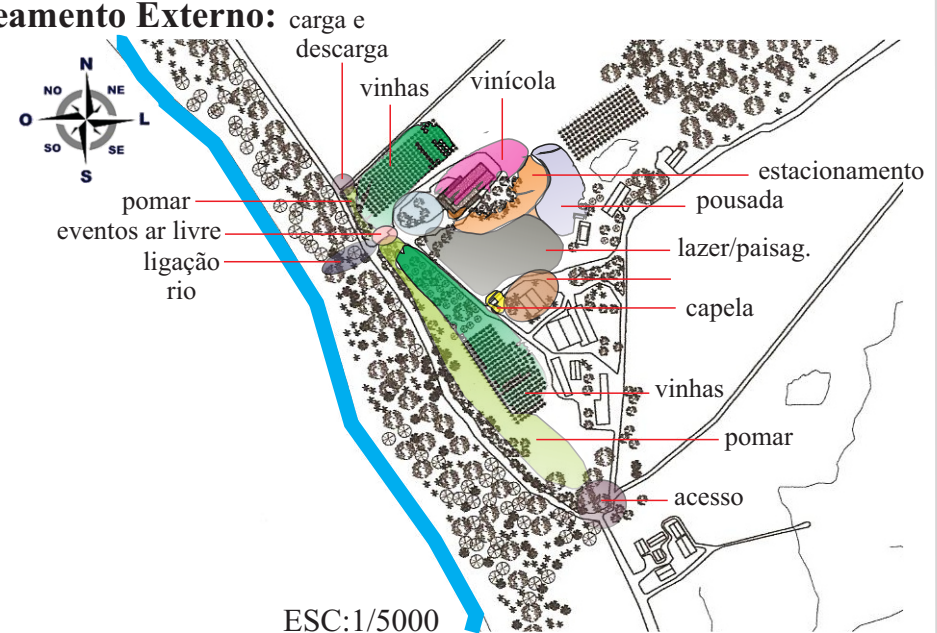 eamento Externo:
carga e
descarga
vinhas
vinícola
N
NO
NE
O
L
SO
SE
S
estacionamento
pomar
pousada
eventos ar livre
lazer/paisag.
ligação
rio
capela
vinhas
pomar
acesso
ESC:1/5000